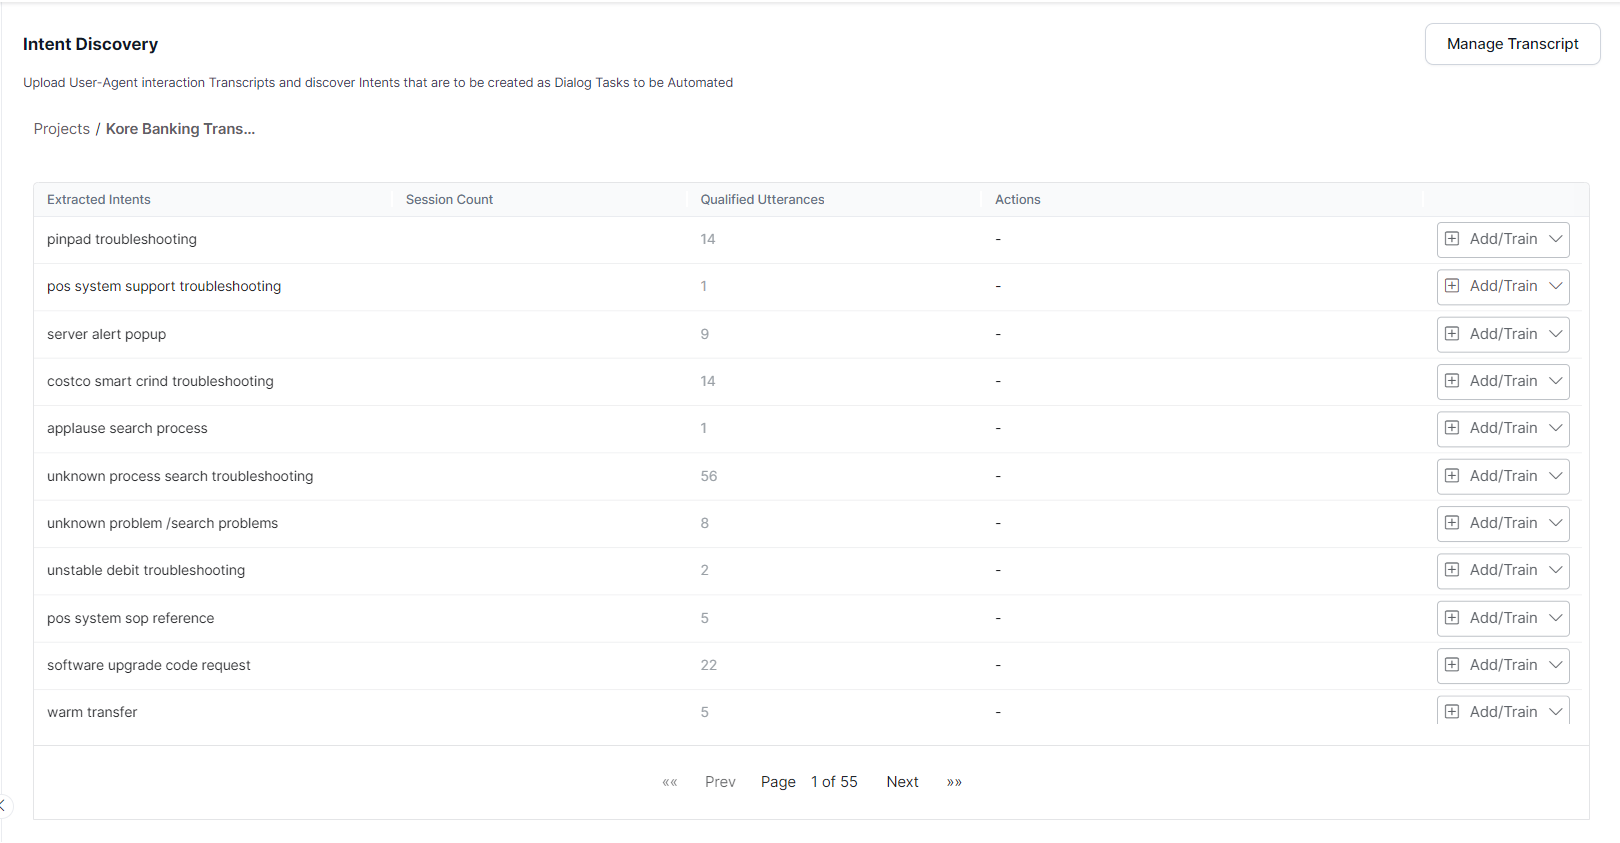 Intent Discovery
Manage Transcript
Upload User-Agent interaction Transcripts and discover Intents that are to be created as Dialog Tasks to be Automated
Projects / Kore Banking Trans...
Extracted Intents Session Count Qualified Utterances Actions
pinpad troubleshooting 14 - Add/Train
pos system support troubleshooting 1 - Add/Train
server alert popup 9 - Add/Train
costco smart crind troubleshooting 14 - Add/Train
applause search process 1 - Add/Train
unknown process search troubleshooting 56 - Add/Train
unknown problem /search problems 8 - Add/Train
unstable debit troubleshooting 2 - Add/Train
pos system sop reference 5 - Add/Train
software upgrade code request 22 - Add/Train
warm transfer 5 - Add/Train
«« Prev Page 1 of 55 Next »»